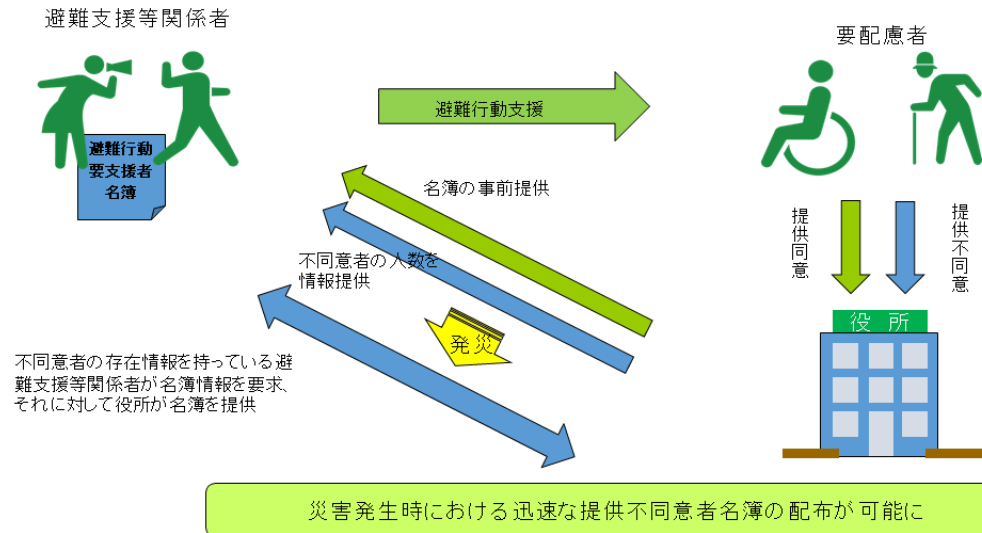 避難支援等関係者
要配慮者
避難行動
要支援者
名簿
避難行動支援
名簿の事前提供
不同意者の人数を
情報提供
提供同意
提供不同意
発災
役所
不同意者の存在情報を持っている避
難支援等関係者が名簿情報を要求、
それに対して役所が名簿を提供
災害発生時における迅速な提供不同意者名簿の配布が可能に